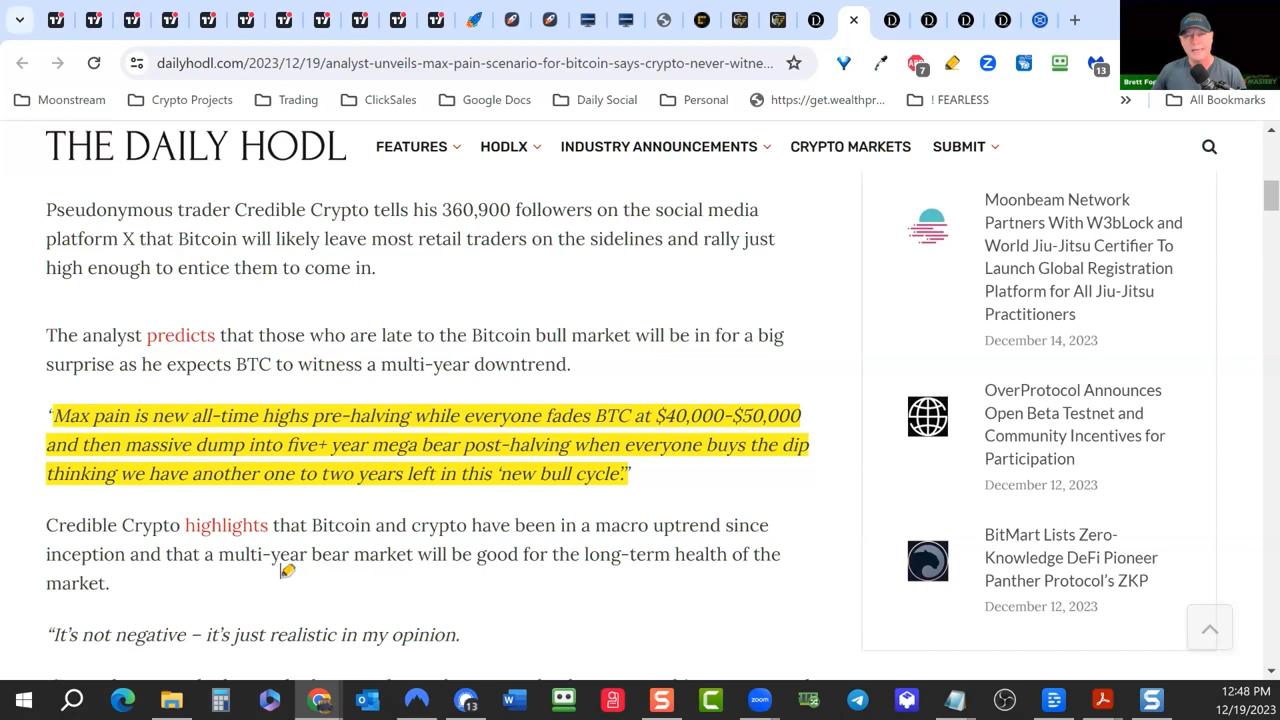 dailyhodl.com/2023/12/19/analyst-unveils-max-pain-scenario-for-bitcoin-says-crypto-never-witne...
7
13
Moonstream
Crypto Projects
Trading
ClickSales
Google Docs
Daily Social
Personal
https://get.wealthpr...
! FEARLESS
»
All Bookmarks
THE DAILY HODL
FEATURES
HODLX
INDUSTRY ANNOUNCEMENTS
CRYPTO MARKETS
SUBMIT
Pseudonymous trader Credible Crypto tells his 360,900 followers on the social media
platform X that Bitcoin will likely leave most retail traders on the sidelines and rally just
high enough to entice them to come in.
The analyst predicts that those who are late to the Bitcoin bull market will be in for a big
surprise as he expects BTC to witness a multi-year downtrend.
‘Max pain is new all-time highs pre-halving while everyone fades BTC at $40,000-$50,000
and then massive dump into five+ year mega bear post-halving when everyone buys the dip
thinking we have another one to two years left in this ‘new bull cycle’.”
Credible Crypto highlights that Bitcoin and crypto have been in a macro uptrend since
inception and that a multi-year bear market will be good for the long-term health of the
market.
“It’s not negative – it’s just realistic in my opinion.
Moonbeam Network
Partners With W3bLock and
World Jiu-Jitsu Certifier To
Launch Global Registration
Platform for All Jiu-Jitsu
Practitioners
December 14, 2023
OverProtocol Announces
Open Beta Testnet and
Community Incentives for
Participation
December 12, 2023
BitMart Lists Zero-
Knowledge DeFi Pioneer
Panther Protocol’s ZKP
December 12, 2023
13
12:48 PM
12/19/2023